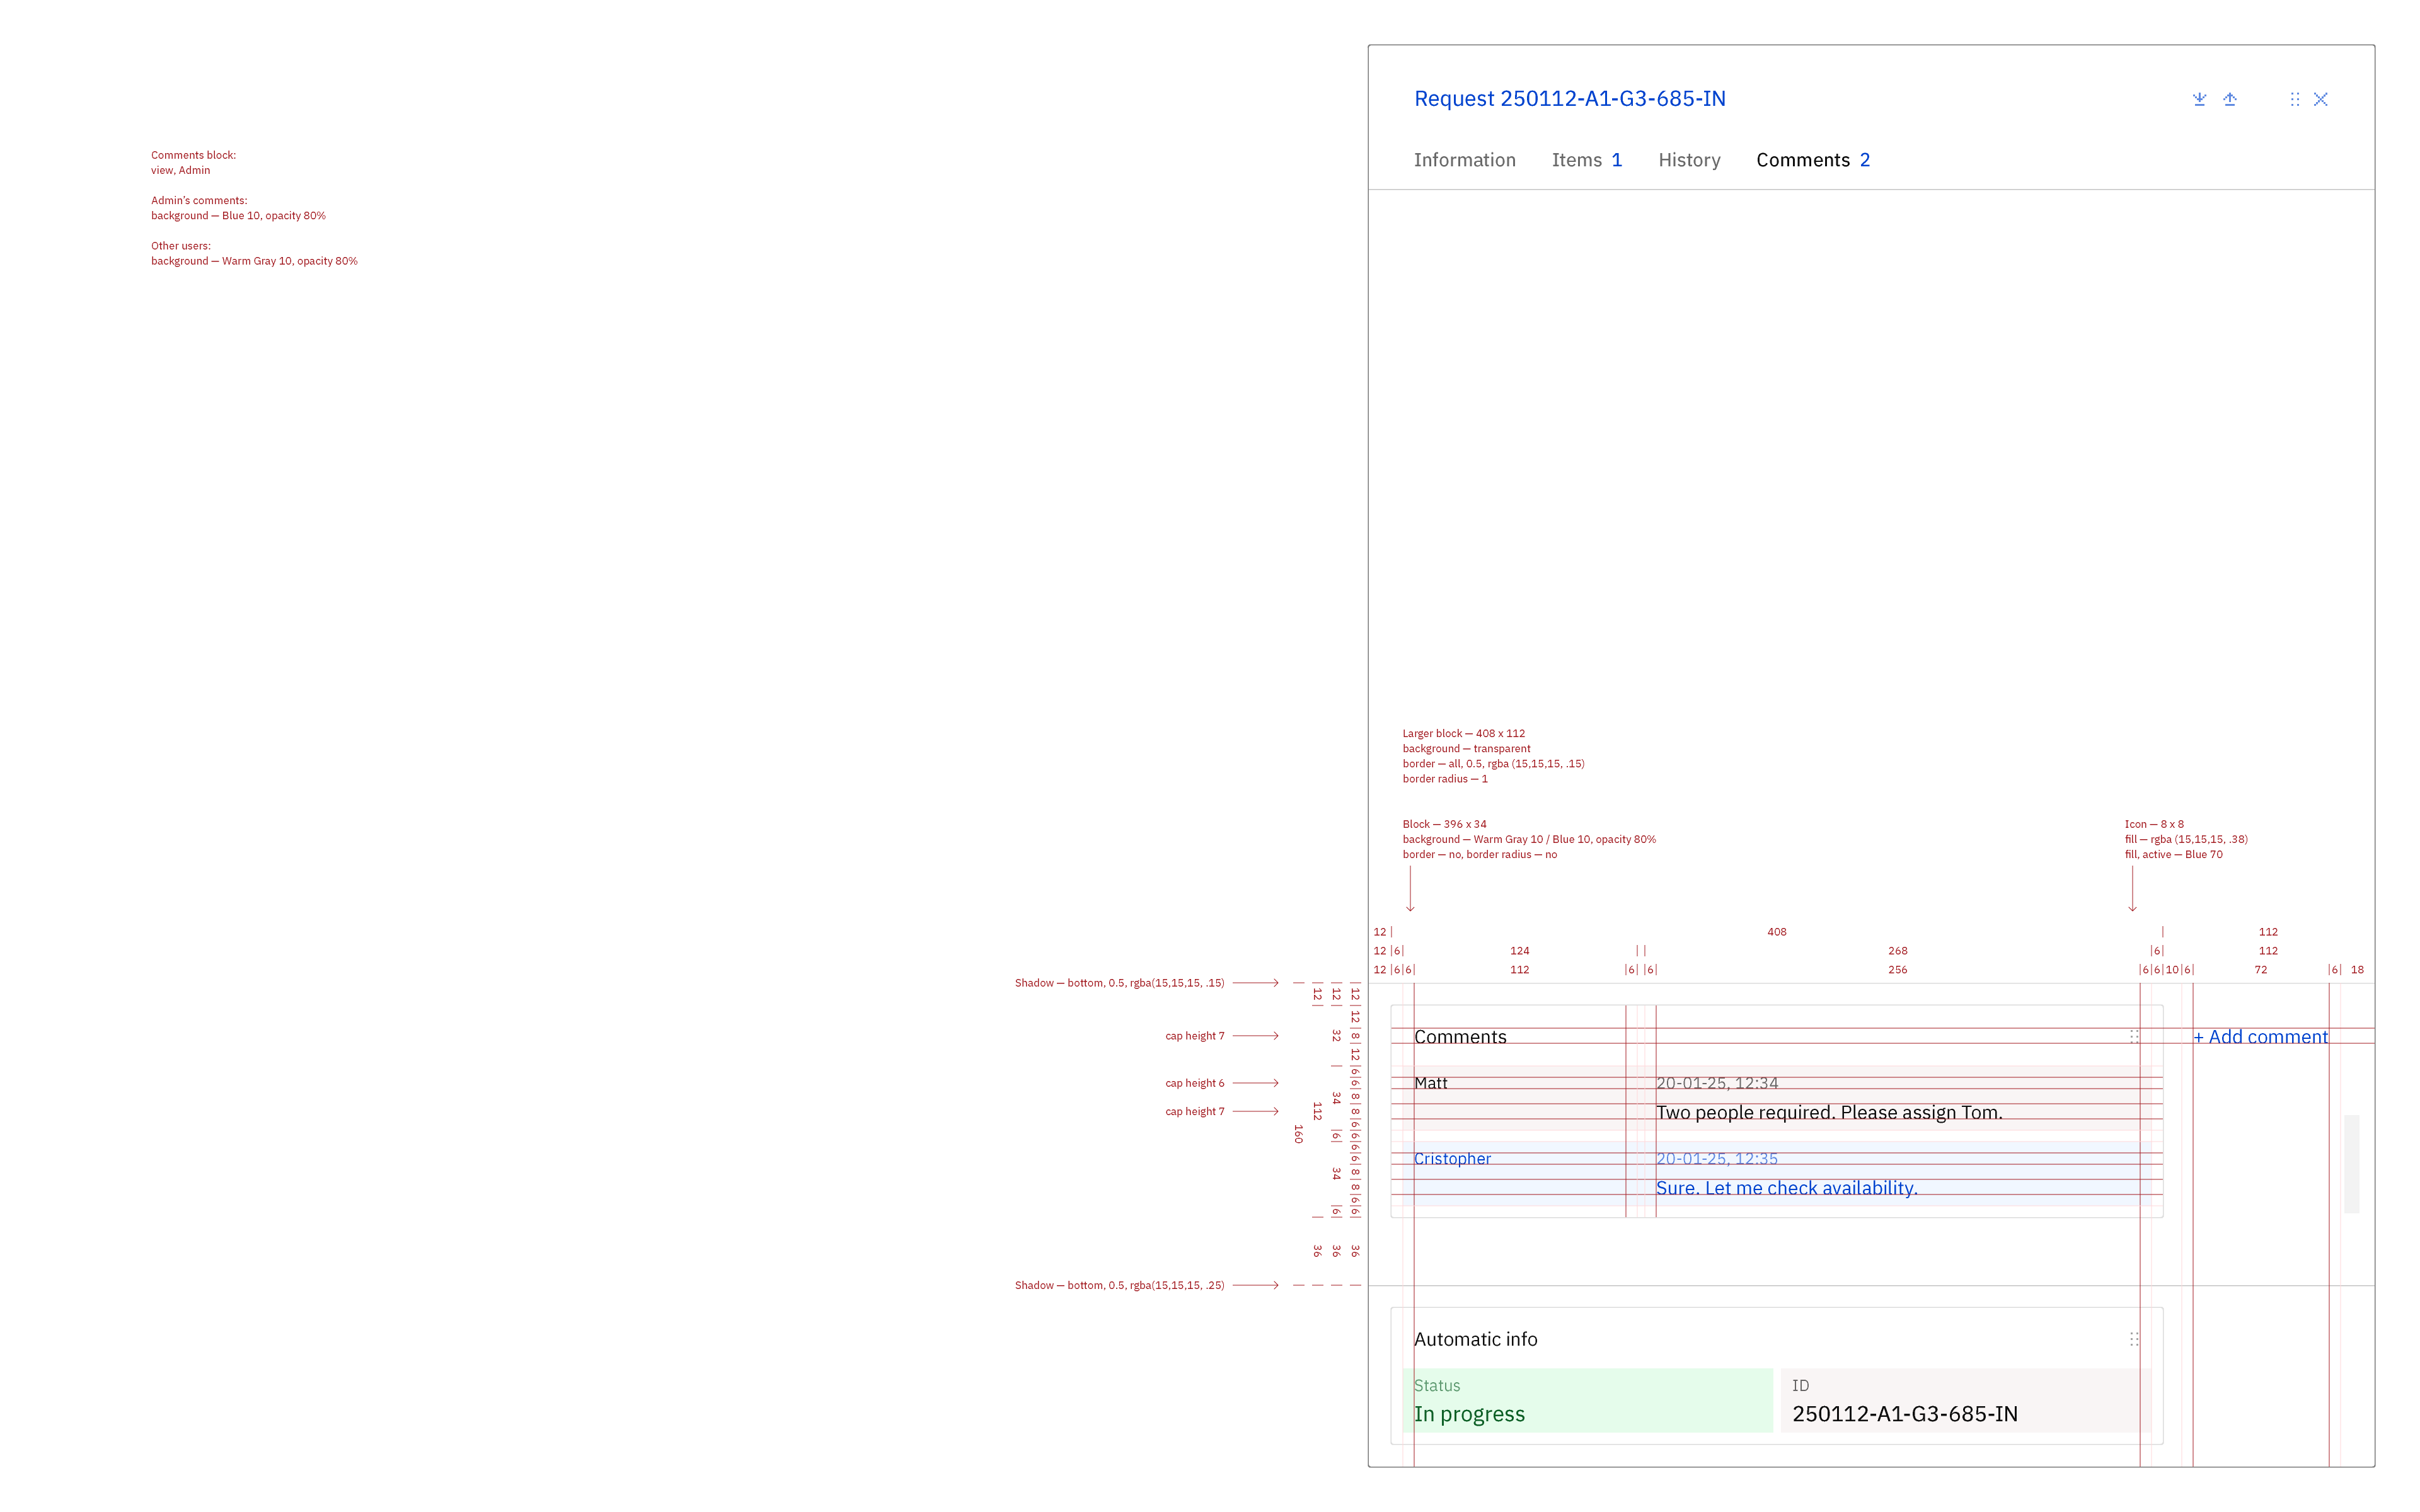 Request 250112-A1-G3-685-IN
Information Items 1 History Comments 2
Comments block:
view, Admin
Admin’s comments:
background — Blue 10, opacity 80%
Other users:
background — Warm Gray 10, opacity 80%
Larger block — 408 x 112
background — transparent
border — all, 0.5, rgba (15,15,15, .15)
border radius — 1
Block — 396 x 34
background — Warm Gray 10 / Blue 10, opacity 80%
border — no, border radius — no
Icon — 8 x 8
fill — rgba (15,15,15, .38)
fill, active — Blue 70
12 408 112
12 6 124 268 6 112
12 6 6 112 6 6 256 6 6 10 6 72 6 18
Shadow — bottom, 0.5, rgba(15,15,15, .15)
cap height 7
cap height 6
cap height 7
Shadow — bottom, 0.5, rgba(15,15,15, .25)
160
12 112 36
12 32 34 6 34 6 36
12 12 8 12 6 6 8 8 6 6 6 6 8 8 6 6 36
Comments
+ Add comment
Matt 20-01-25, 12:34
Two people required. Please assign Tom.
Cristopher 20-01-25, 12:35
Sure. Let me check availability.
Automatic info
Status
In progress
ID
250112-A1-G3-685-IN